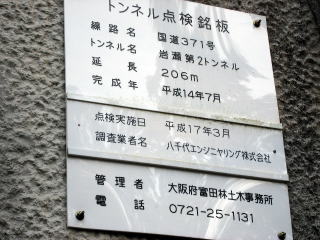 トンネル点検銘板
線路名 国道371号
トンネル名 岩瀬第2トンネル
延長 206m
完成年 平成14年7月
点検実施日 平成17年3月
調査業者名 八千代エンジニヤリング株式会社
管理者 大阪府富田林土木事務所
電話 0721-25-1131